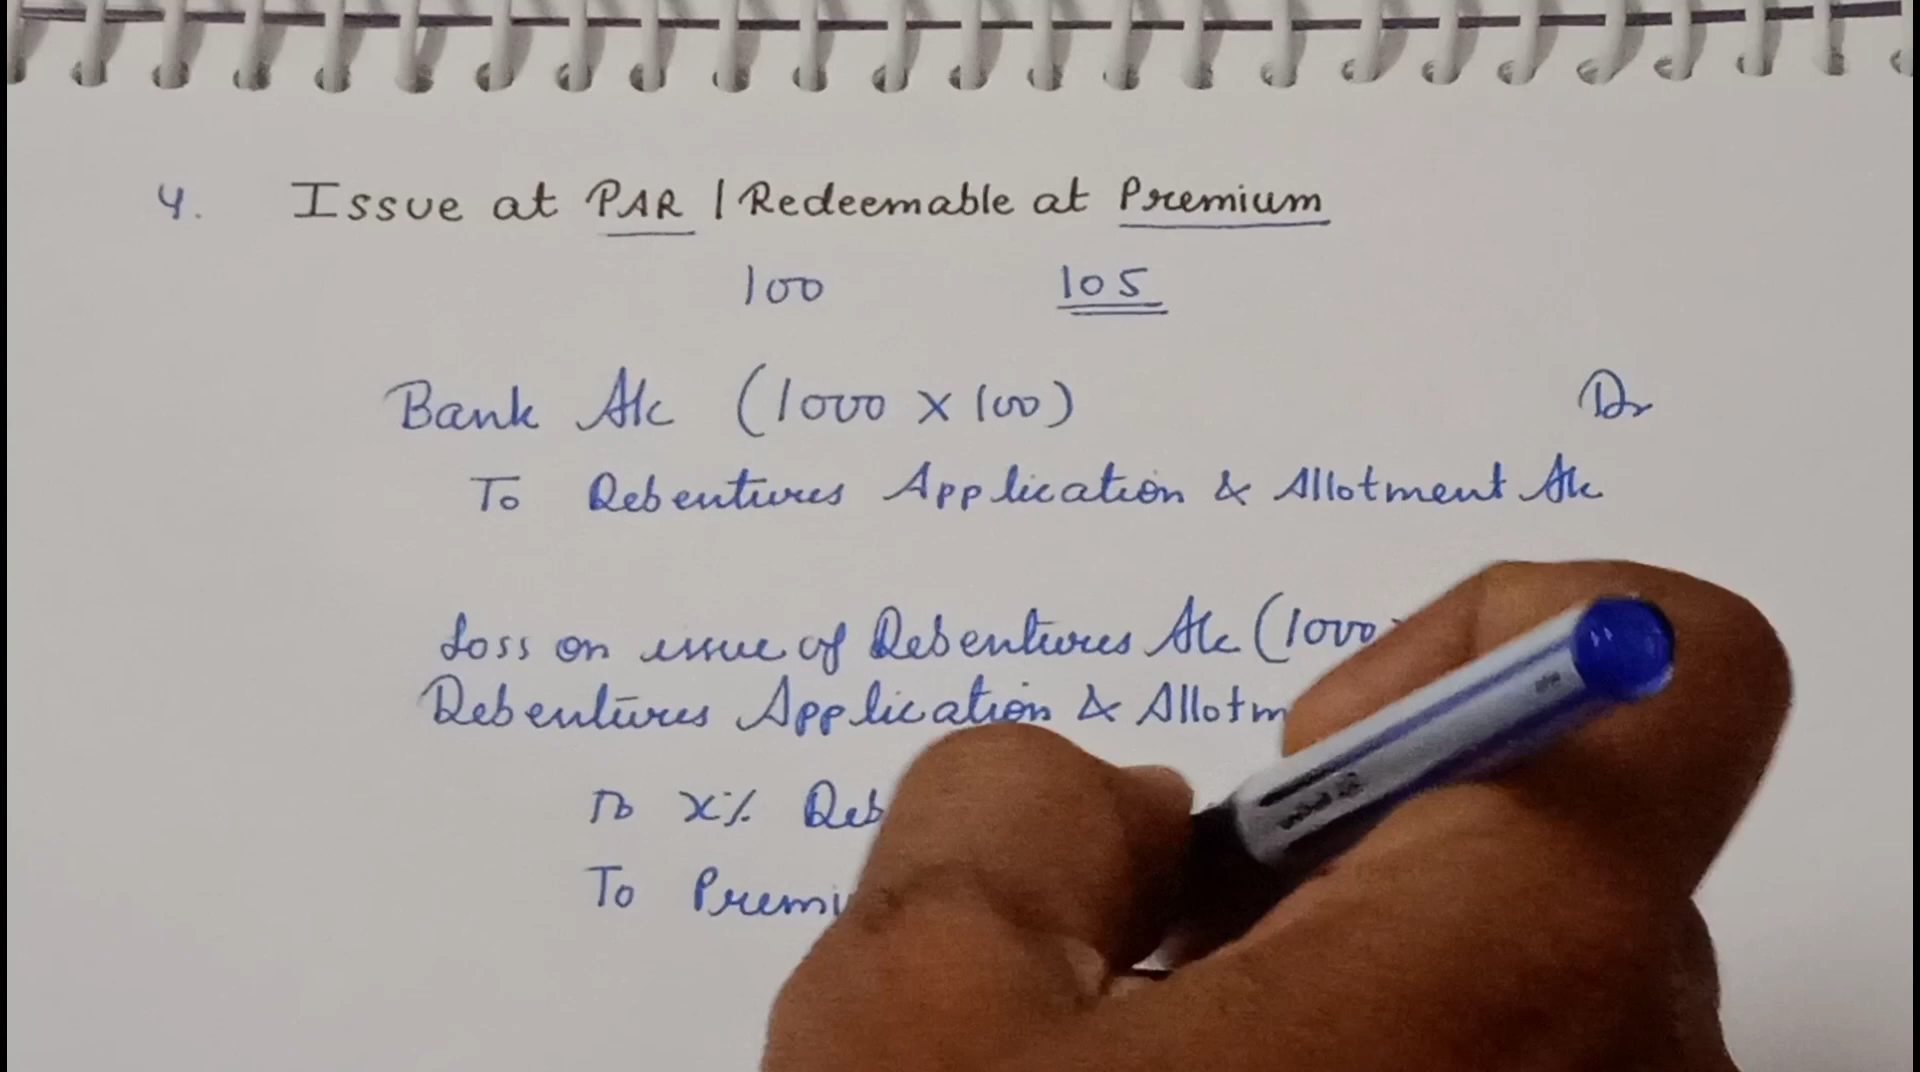 4. Issue at PAR | Redeemable at Premium
100 105
Bank A/c (1000 × 100) Dr
To Debentures Application & Allotment A/c
Loss on issue of Debentures A/c (1000
Debentures Application & Allotm
To X% Deb
To Premi